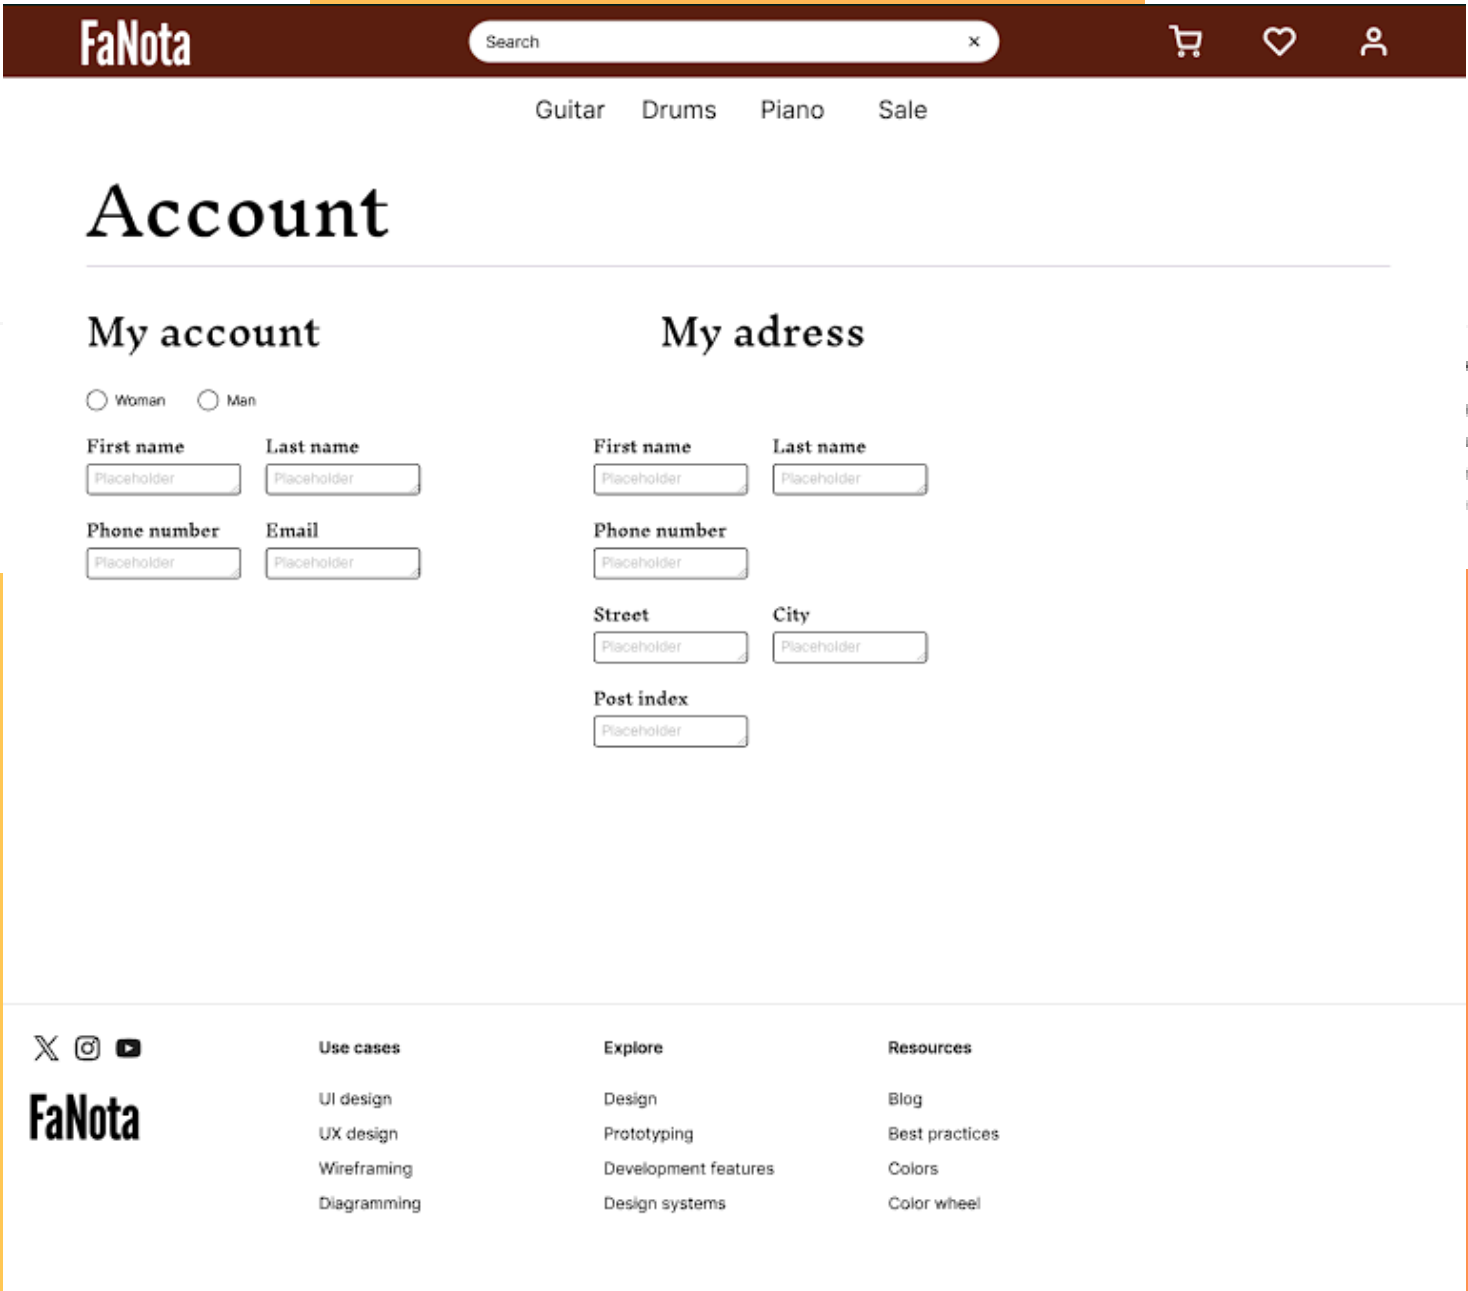 FaNota
Search
Guitar Drums Piano Sale
Account
My account My adress
Woman Man
First name Last name First name Last name
Placeholder Placeholder Placeholder Placeholder
Phone number Email Phone number
Placeholder Placeholder Placeholder
Street City
Placeholder Placeholder
Post index
Placeholder
Use cases Explore Resources
UI design Design Blog
FaNota
UX design Prototyping Best practices
Wireframing Development features Colors
Diagramming Design systems Color wheel